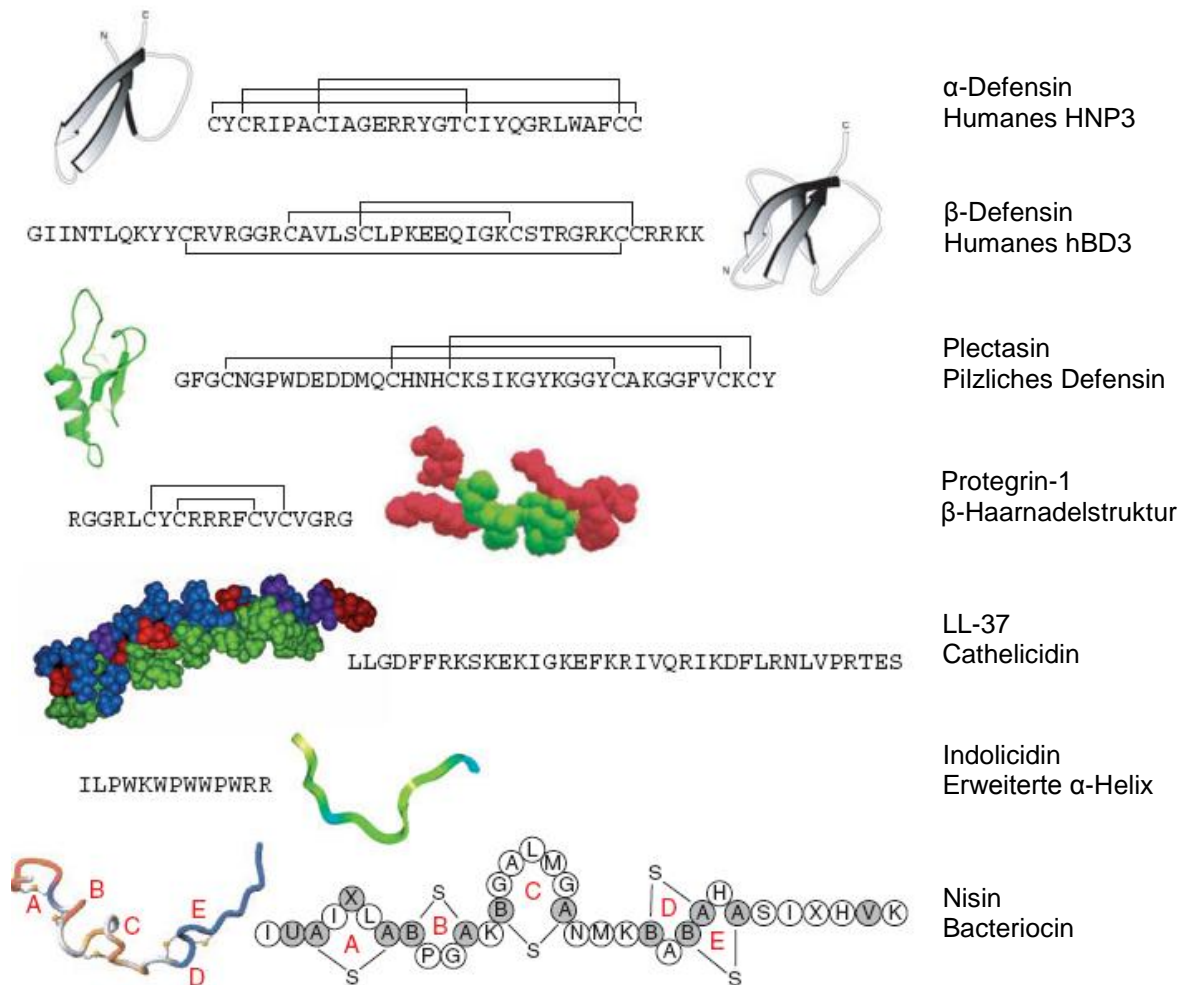 N
C
CYCRIPACIAGERRYGTCIYQGRLWAFCC
α-Defensin
Humanes HNP3
GIINTLQKYYCRVRGGRCAVLSCLPKEEQIGKCSTRGRKCCRRKK
C
N
β-Defensin
Humanes hBD3
GFGCNGPWDEDDMQCHNHCKSIKGYKGGYCAKGGFVCKCY
Plectasin
Pilzliches Defensin
RGGRLCYCRRRFCVCVGRG
Protegrin-1
β-Haarnadelstruktur
LLGDFFRKSKEKIGKEFKRIVQRIKDFLRNLVPRTES
LL-37
Cathelicidin
ILPWKWPWWPWRR
Indolicidin
Erweiterte α-Helix
A
B
C
E
D
I U A I X L A B P G A K B G A L M G A N M K B A B A H A S I X H V K
A
S
S
B
C
S
S
D
E
S
Nisin
Bacteriocin